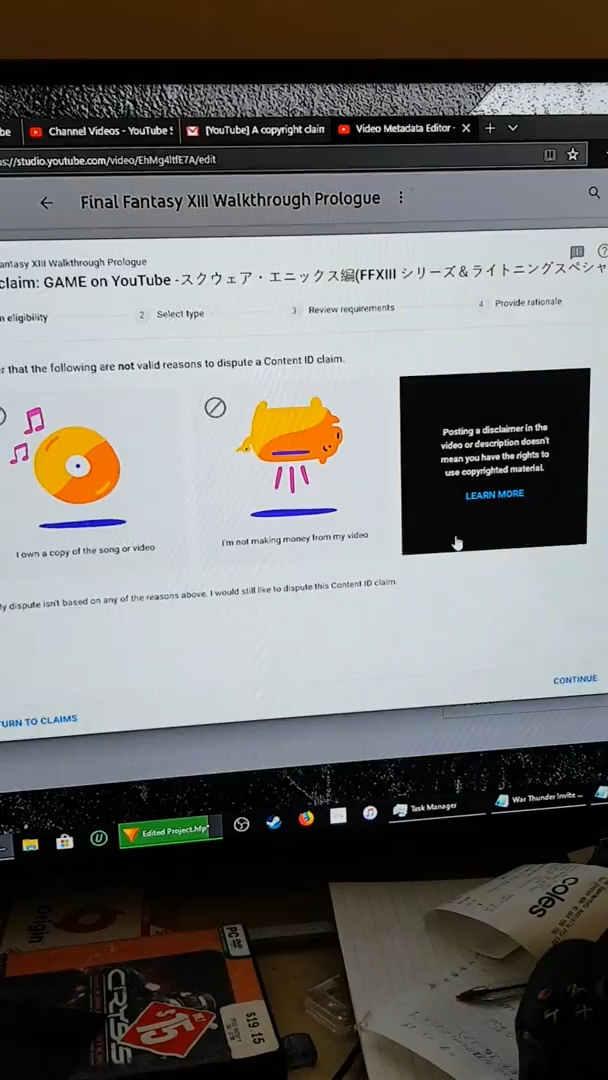 be
Channel Videos - YouTube S
[YouTube] A copyright claim
Video Metadata Editor -
s://studio.youtube.com/video/EhMg4ltfE7A/edit
Final Fantasy XIII Walkthrough Prologue
antasy XIII Walkthrough Prologue
claim: GAME on YouTube -スクウェア・エニックス編(FFXIII シリーズ＆ライトニングスペシャ
n eligibility
2 Select type
3 Review requirements
4 Provide rationale
r that the following are not valid reasons to dispute a Content ID claim.
I own a copy of the song or video
I'm not making money from my video
Posting a disclaimer in the
video or description doesn't
mean you have the rights to
use copyrighted material.
LEARN MORE
y dispute isn't based on any of the reasons above. I would still like to dispute this Content ID claim.
CONTINUE
URN TO CLAIMS
Edited Project.hfp*
Task Manager
War Thunder Invite ...
coles
Origin
PC
CRYSIS
$15
$19.15